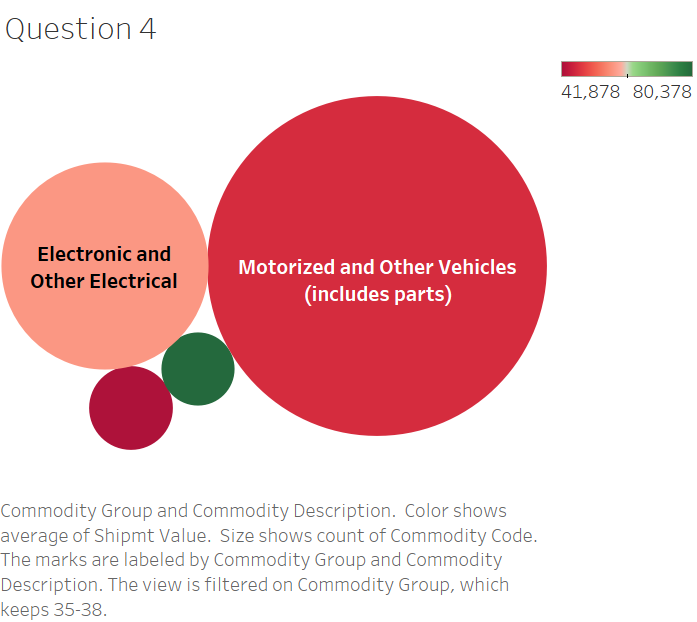 Question 4
41,878 80,378
Electronic and
Other Electrical
Motorized and Other Vehicles
(includes parts)
Commodity Group and Commodity Description.  Color shows
average of Shipmt Value.  Size shows count of Commodity Code.
The marks are labeled by Commodity Group and Commodity
Description. The view is filtered on Commodity Group, which
keeps 35-38.